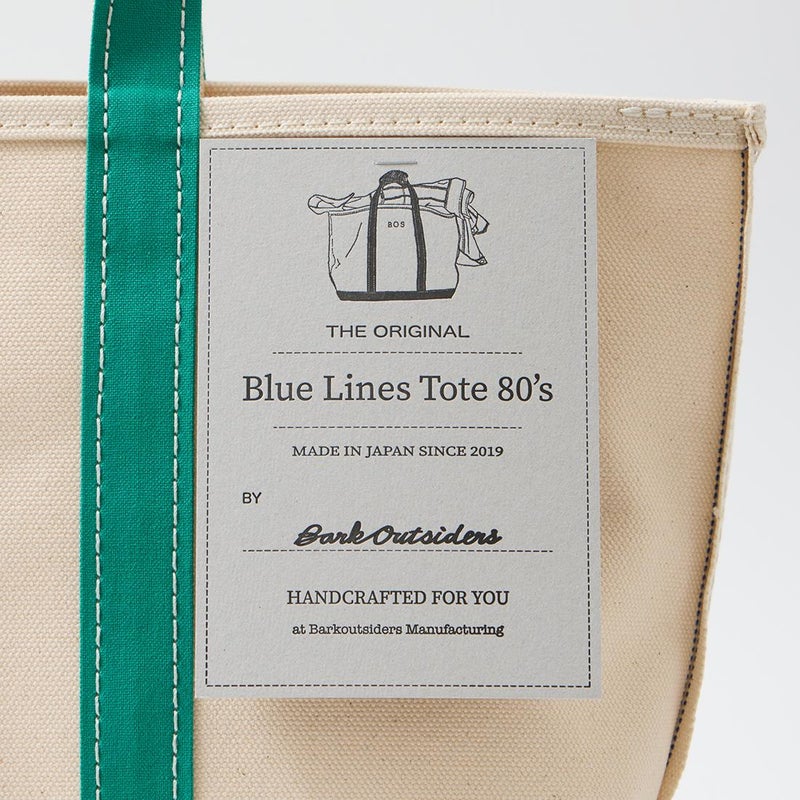 BOS
THE ORIGINAL
Blue Lines Tote 80's
MADE IN JAPAN SINCE 2019
BY
Bark Outsiders
HANDCRAFTED FOR YOU
at Barkoutsiders Manufacturing